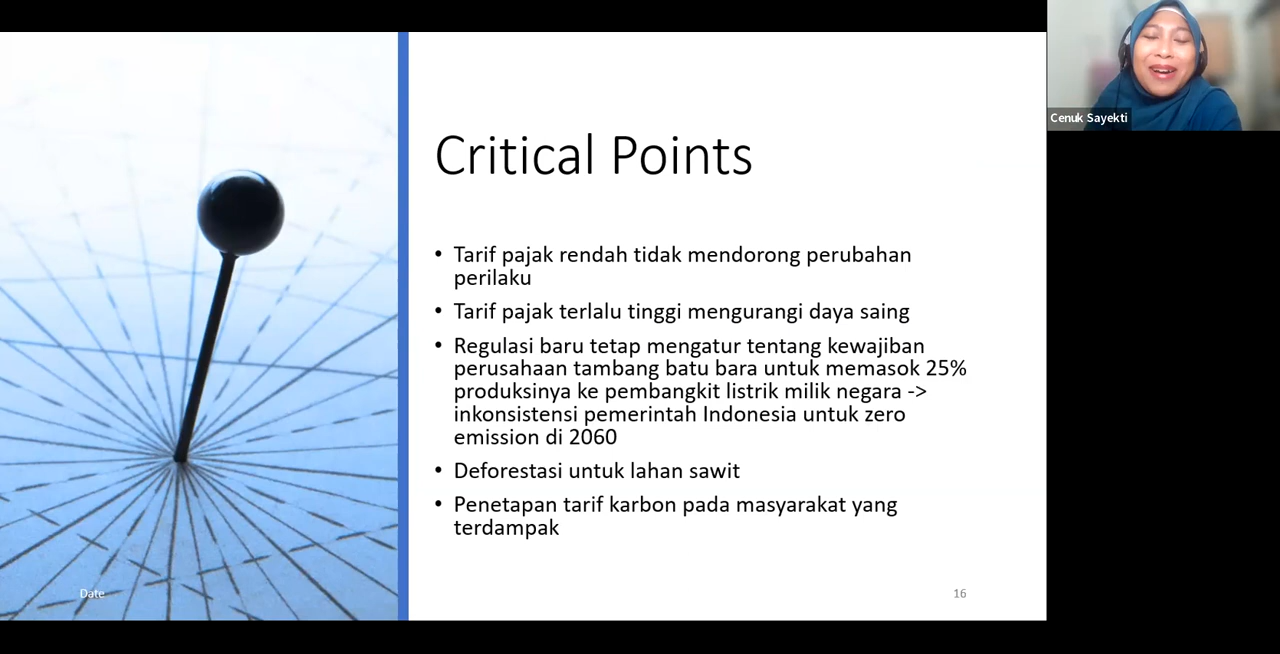 Critical Points
• Tarif pajak rendah tidak mendorong perubahan
perilaku
• Tarif pajak terlalu tinggi mengurangi daya saing
• Regulasi baru tetap mengatur tentang kewajiban
perusahaan tambang batu bara untuk memasok 25%
produksinya ke pembangkit listrik milik negara ->
inkonsistensi pemerintah Indonesia untuk zero
emission di 2060
• Deforestasi untuk lahan sawit
• Penetapan tarif karbon pada masyarakat yang
terdampak
Date
16
Cenuk Sayekti